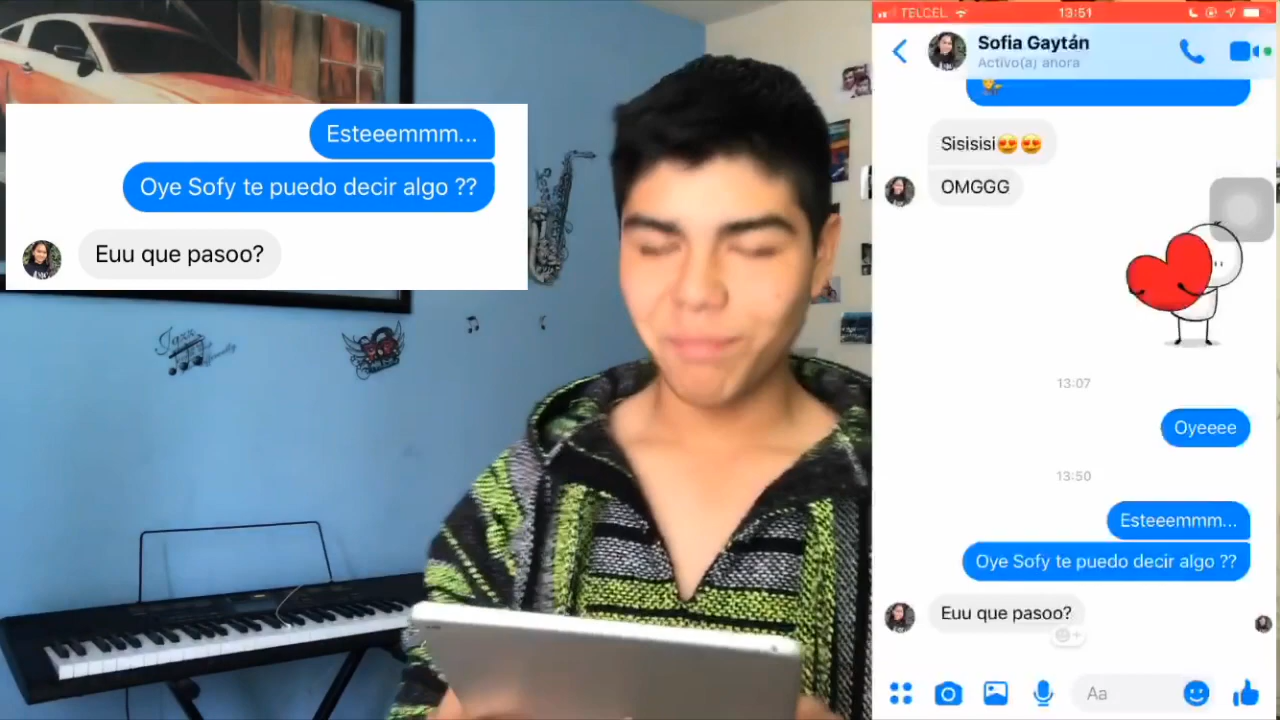 Esteeemmm...
Oye Sofy te puedo decir algo ??
Euu que pasoo?
Jazz
TELCEL
13:51
Sofia Gaytán
Activo(a) ahora
Sisisisi😍😍
OMGGG
13:07
Oyeeee
13:50
Esteeemmm...
Oye Sofy te puedo decir algo ??
Euu que pasoo?
Aa